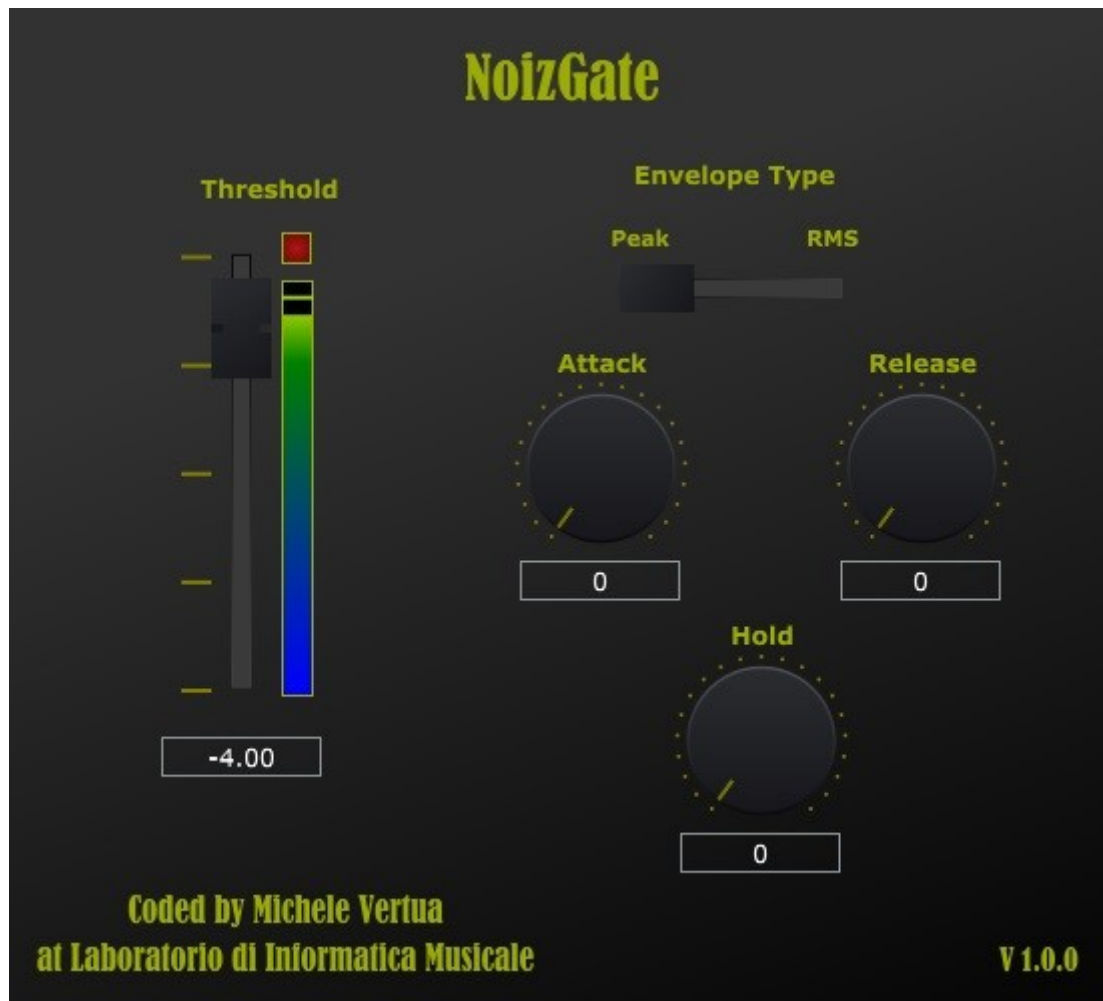 NoizGate
Threshold
Envelope Type
Peak RMS
Attack Release
0 0
Hold
-4.00
0
Coded by Michele Vertua
at Laboratorio di Informatica Musicale
V 1.0.0